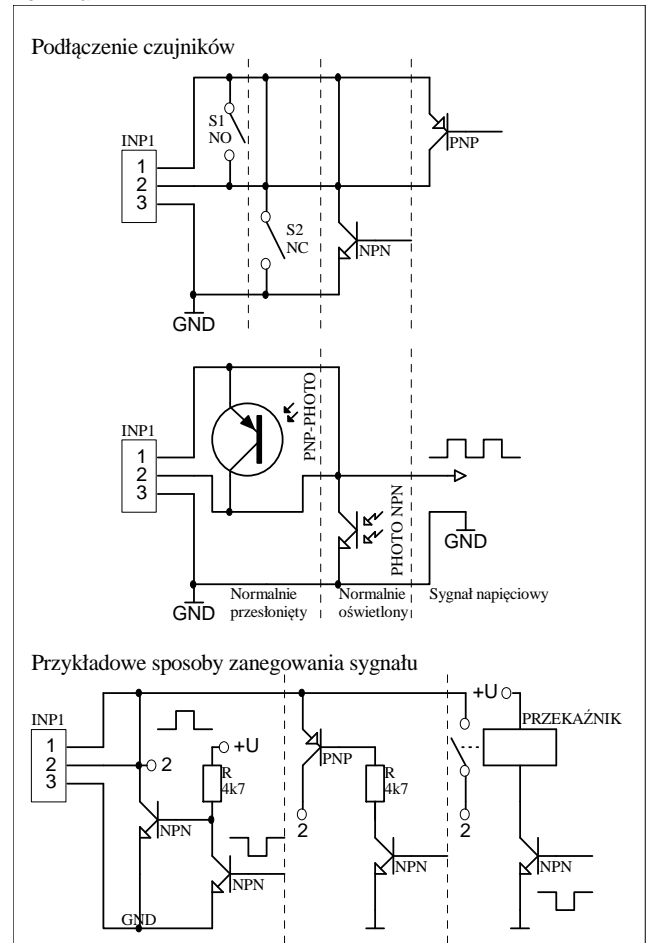 Podłączenie czujników
S1
NO
INP1
1
2
3
PNP
S2
NC
NPN
GND
PNP-PHOTO
INP1
1
2
3
PHOTO NPN
GND
GND
Normalnie
przesłonięty
Normalnie
oświetlony
Sygnał napięciowy
Przykładowe sposoby zanegowania sygnału
+U
INP1
PRZEKAŹNIK
1
2
3
2
+U
R
4k7
PNP
R
4k7
2
2
NPN
NPN
NPN
NPN
GND